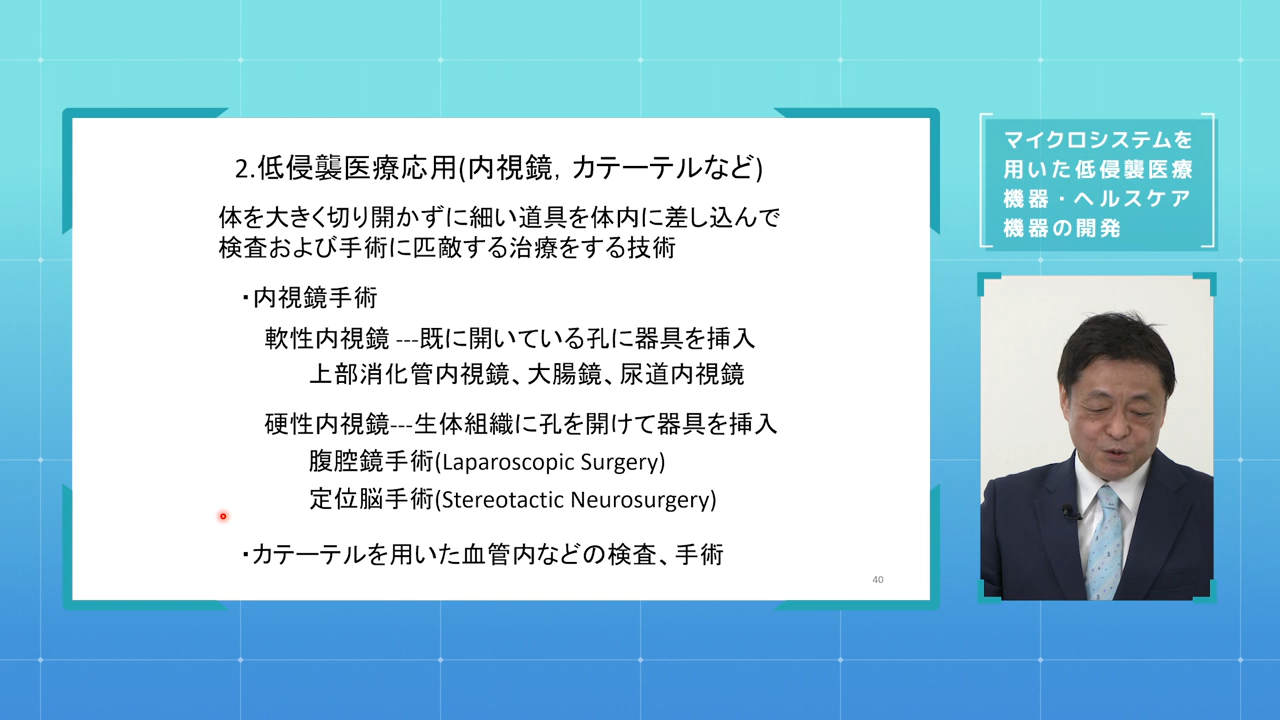 2.低侵襲医療応用(内視鏡, カテーテルなど)
体を大きく切り開かずに細い道具を体内に差し込んで
検査および手術に匹敵する治療をする技術
・内視鏡手術
軟性内視鏡 ---既に開いている孔に器具を挿入
上部消化管内視鏡、大腸鏡、尿道内視鏡
硬性内視鏡---生体組織に孔を開けて器具を挿入
腹腔鏡手術(Laparoscopic Surgery)
定位脳手術(Stereotactic Neurosurgery)
・カテーテルを用いた血管内などの検査、手術
40
マイクロシステムを
用いた低侵襲医療
機器・ヘルスケア
機器の開発